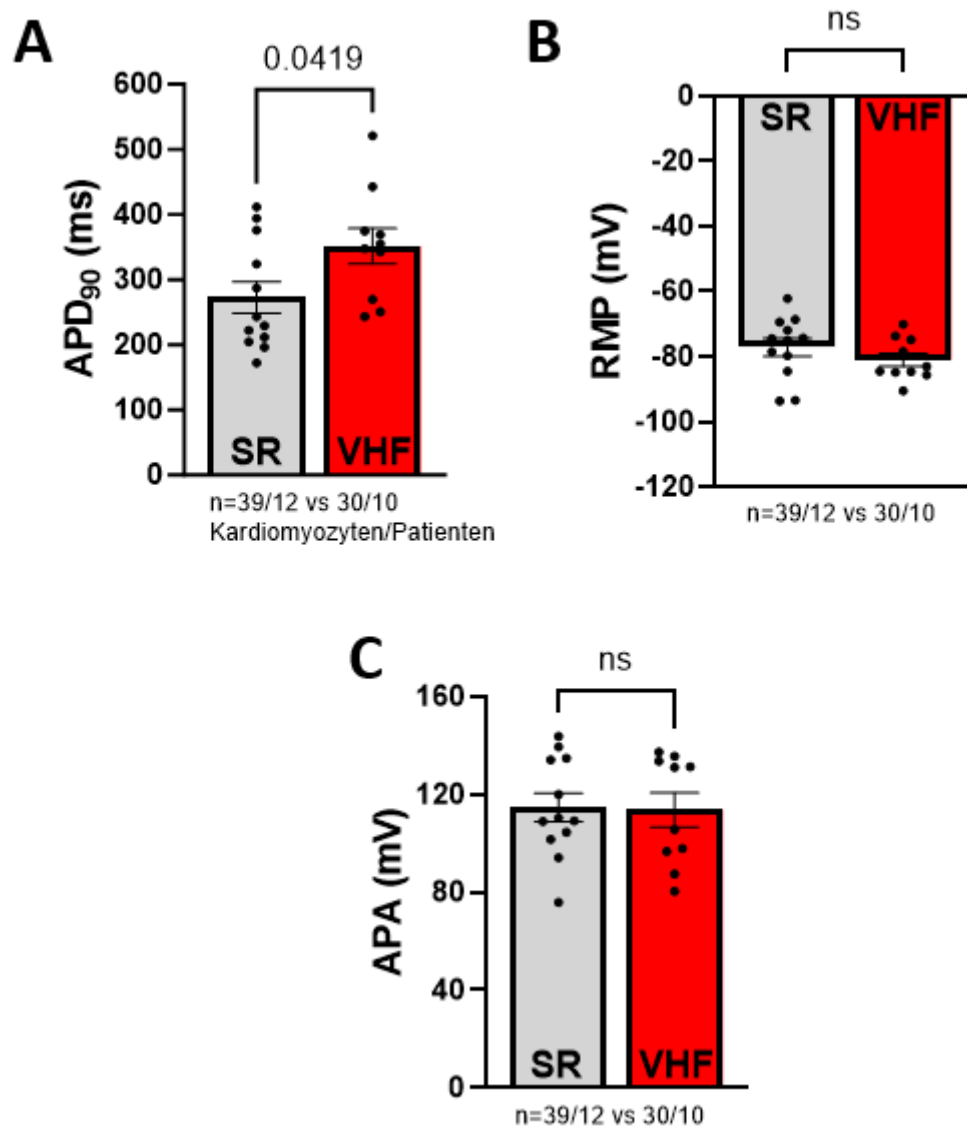 A
0.0419
600
500
400
300
200
100
0
APD90 (ms)
SR
VHF
n=39/12 vs 30/10
Kardiomyozyten/Patienten
B
ns
0
-20
-40
-60
-80
-100
-120
RMP (mV)
SR
VHF
n=39/12 vs 30/10
C
ns
160
120
80
40
0
APA (mV)
SR
VHF
n=39/12 vs 30/10